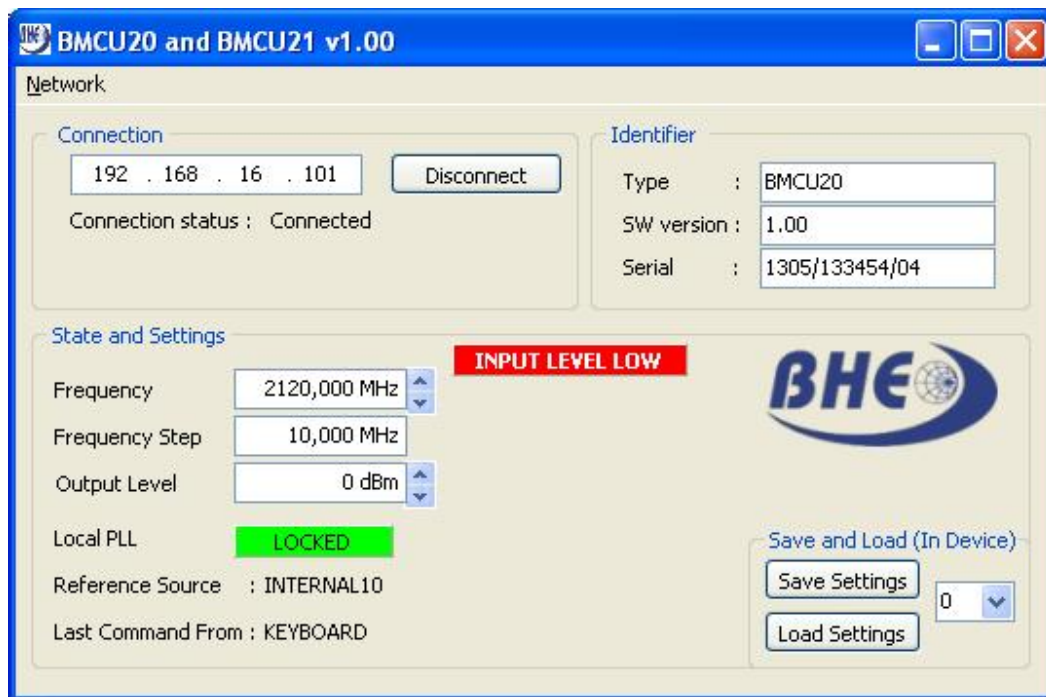 BMCU20 and BMCU21 v1.00
Network
Connection
192 . 168 . 16 . 101
Disconnect
Connection status : Connected
Identifier
Type : BMCU20
SW version : 1.00
Serial : 1305/133454/04
State and Settings
INPUT LEVEL LOW
Frequency 2120,000 MHz
Frequency Step 10,000 MHz
Output Level 0 dBm
Local PLL LOCKED
Reference Source : INTERNAL10
Last Command From : KEYBOARD
BHE
Save and Load (In Device)
Save Settings
0
Load Settings